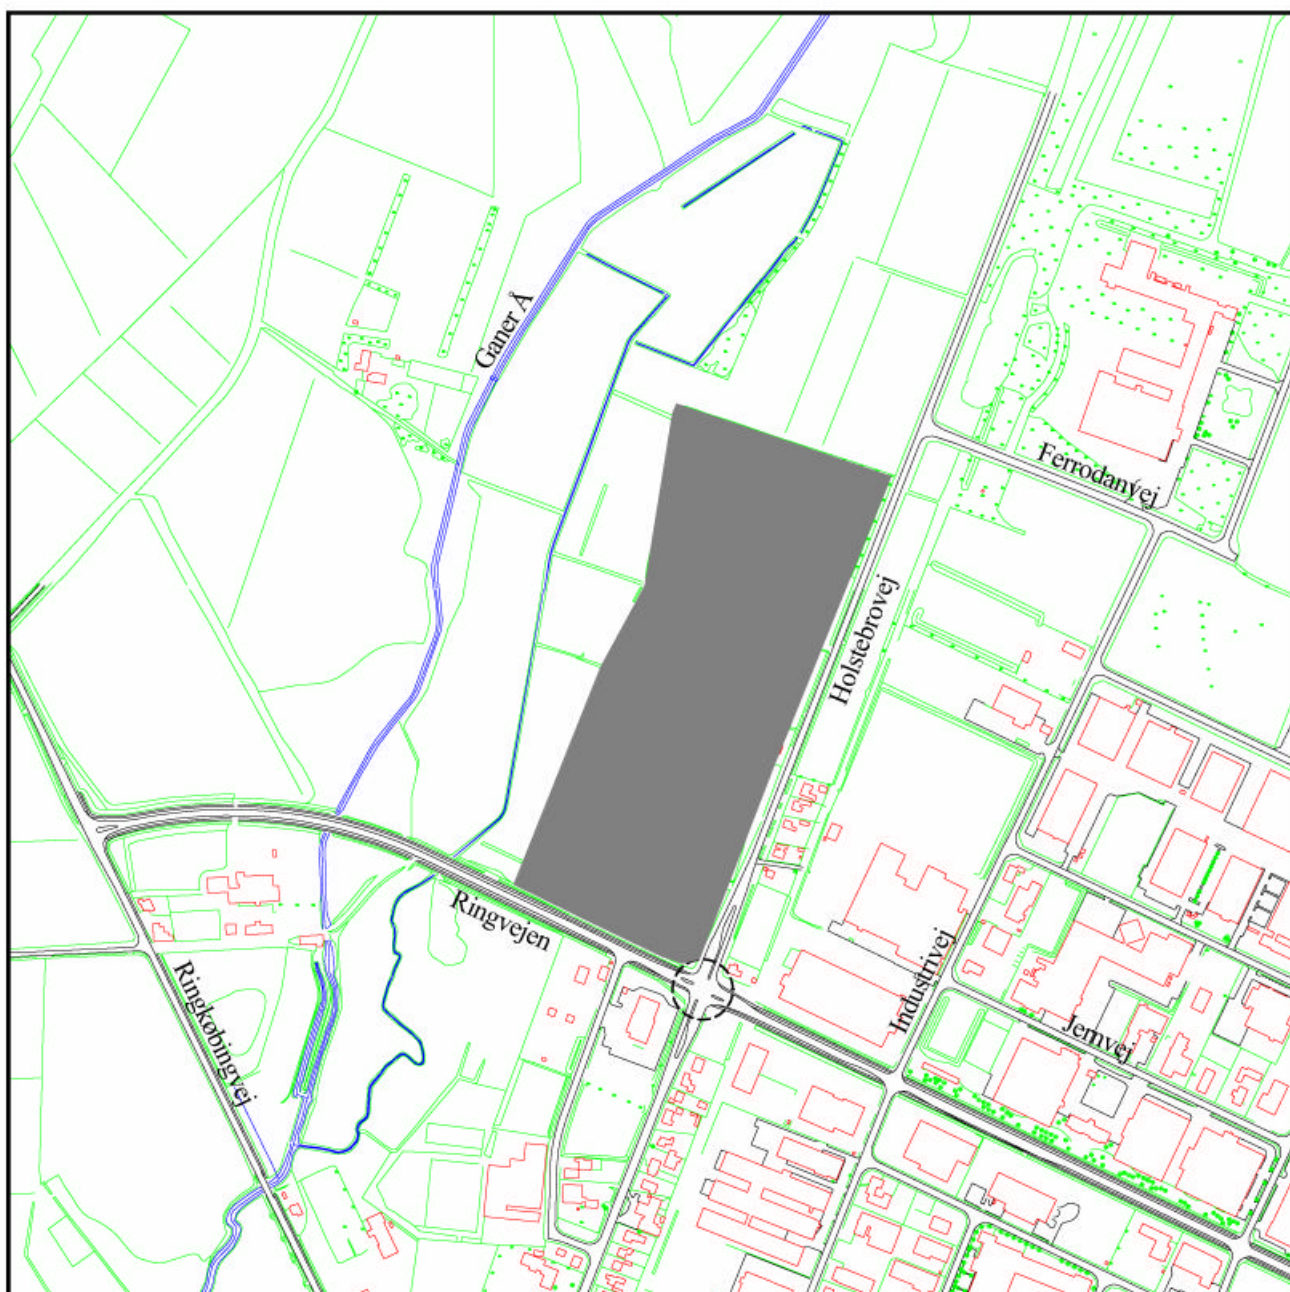 Ganer Å
Ferrodanvej
Holstebrovej
Ringvejen
Industrivej
Ringkøbingvej
Jernvej